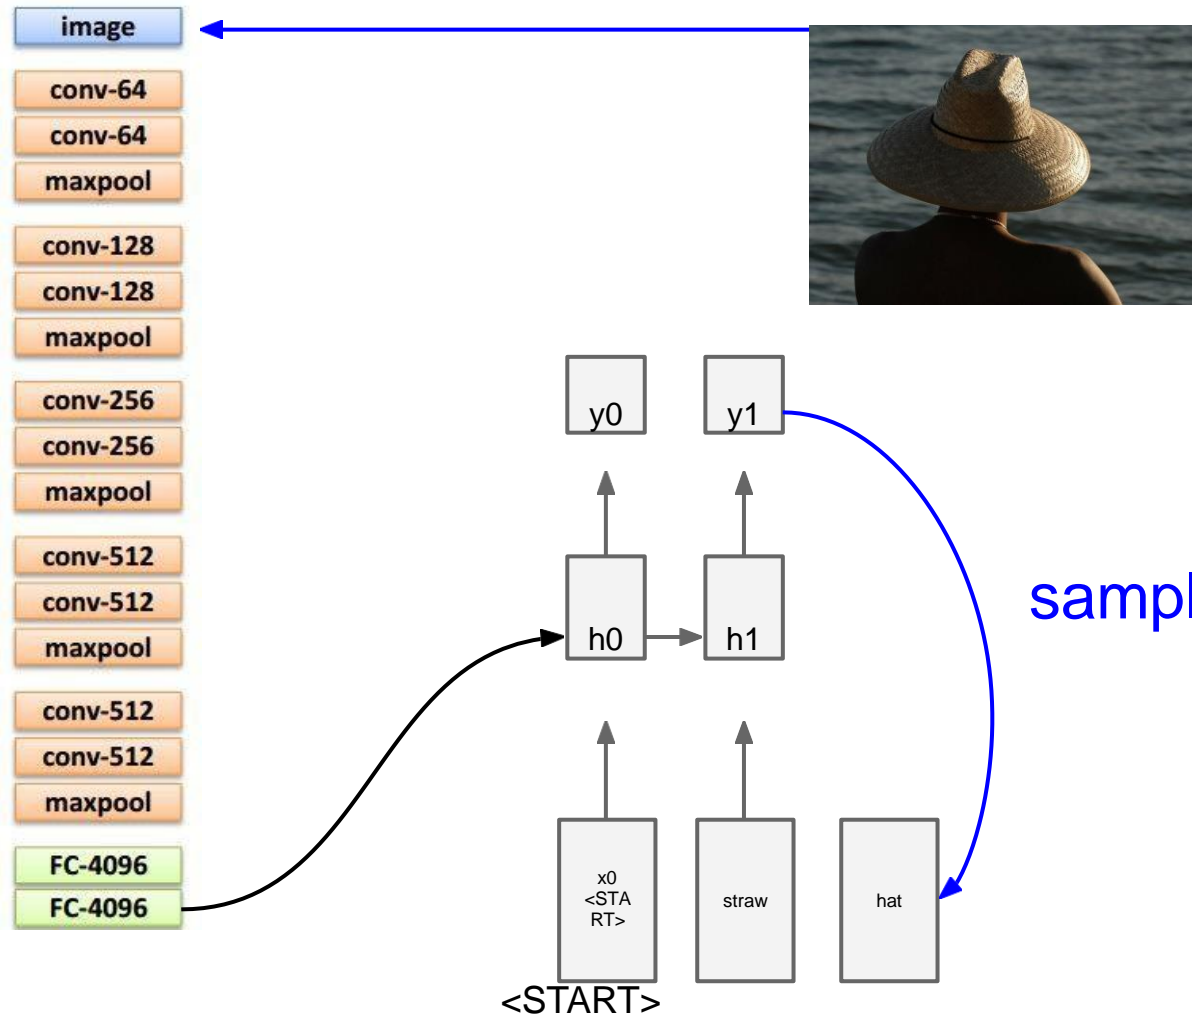 image
conv-64
conv-64
maxpool
conv-128
conv-128
maxpool
conv-256
conv-256
maxpool
conv-512
conv-512
maxpool
conv-512
conv-512
maxpool
FC-4096
FC-4096
y0
y1
h0
h1
sampl
x0
<STA
RT>
straw
hat
<START>